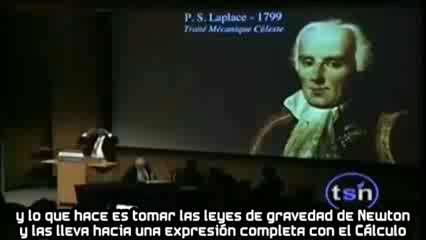 P. S. Laplace - 1799
Traité Mécanique Céleste
tsn
y lo que hace es tomar las leyes de gravedad de Newton
y las lleva hacia una expresión completa con el Cálculo